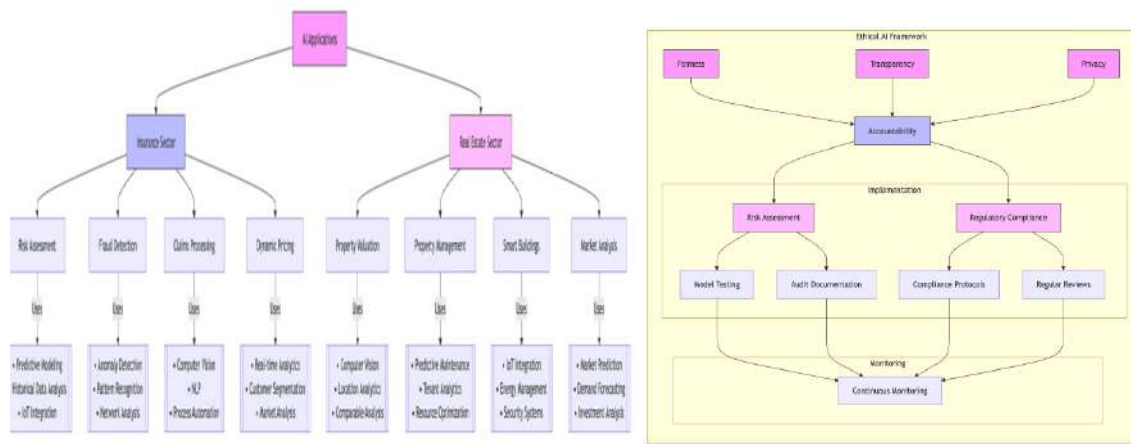 AI Applications
Insurance Sector
Real Estate Sector
Risk Assessment
Fraud Detection
Claims Processing
Dynamic Pricing
Property Valuation
Property Management
Smart Buildings
Market Analysis
Uses
Uses
Uses
Uses
Uses
Uses
Uses
Uses
• Predictive Modeling
Historical Data Analysis
• IoT Integration
• Anomaly Detection
• Pattern Recognition
• Network Analysis
• Computer Vision
• NLP
• Process Automation
• Real-time Analytics
• Customer Segmentation
• Market Analysis
• Computer Vision
• Location Analytics
• Comparable Analysis
• Predictive Maintenance
• Tenant Analytics
• Resource Optimization
• IoT Integration
• Energy Management
• Security Systems
• Market Prediction
• Demand Forecasting
• Investment Analysis
Ethical AI Framework
Fairness
Transparency
Privacy
Accountability
Implementation
Risk Assessment
Regulatory Compliance
Model Testing
Audit Documentation
Compliance Protocols
Regular Reviews
Monitoring
Continuous Monitoring